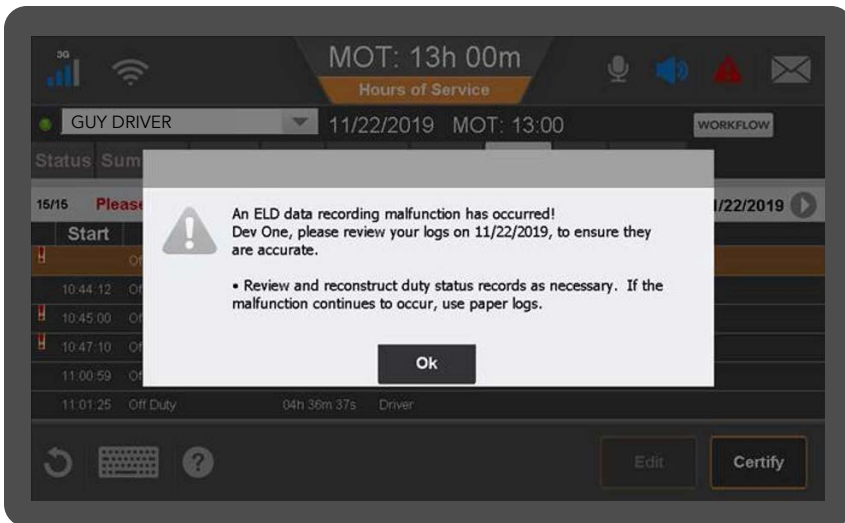 3G
MOT: 13h 00m
Hours of Service
GUY DRIVER
11/22/2019 MOT: 13:00
WORKFLOW
Status Sum
15/15 Please
1/22/2019
Start
An ELD data recording malfunction has occurred!
Dev One, please review your logs on 11/22/2019, to ensure they
are accurate.
• Review and reconstruct duty status records as necessary. If the
malfunction continues to occur, use paper logs.
Ok
Of
10:44:12 Of
10:45:00 Of
10:47:10 Of
11:00:59 Of
11:01:25 Off Duty 04h 36m 37s Driver
?
Edit
Certify